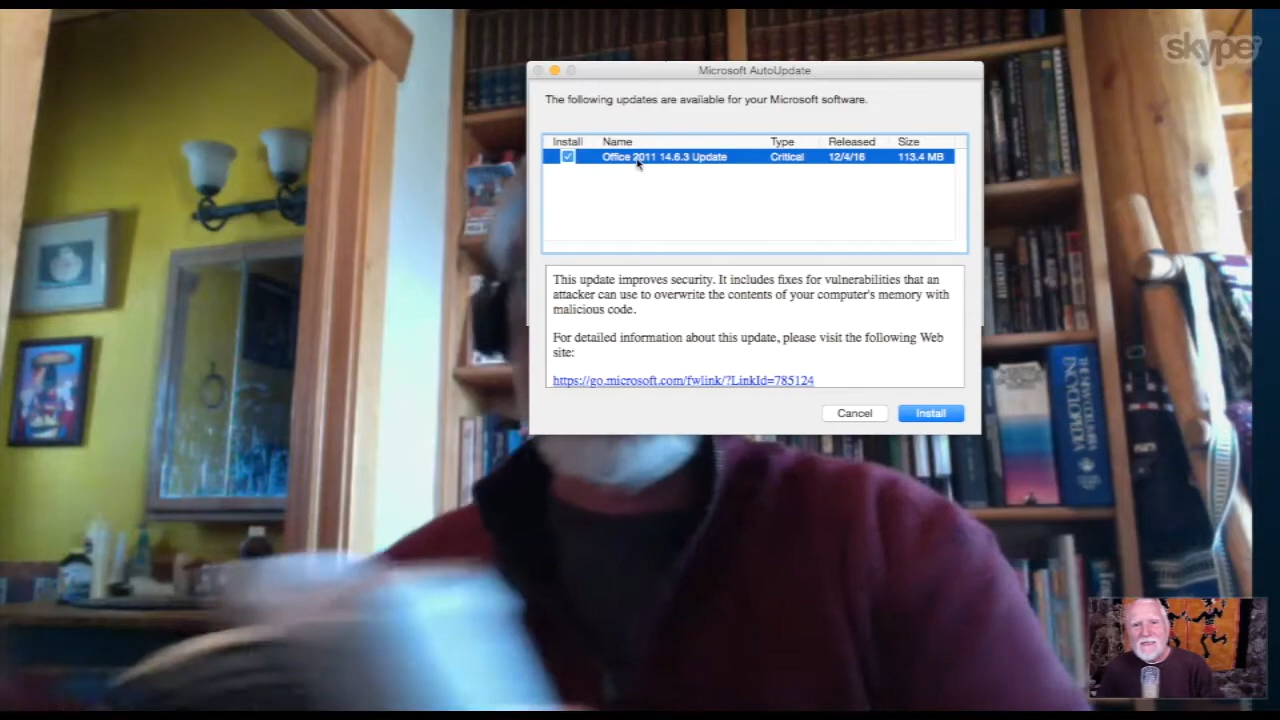 skype
Microsoft AutoUpdate
The following updates are available for your Microsoft software.
Install Name Type Released Size
Office 2011 14.6.3 Update Critical 12/4/16 113.4 MB
This update improves security. It includes fixes for vulnerabilities that an
attacker can use to overwrite the contents of your computer's memory with
malicious code.
For detailed information about this update, please visit the following Web
site:
https://go.microsoft.com/fwlink/?LinkId=785124
Cancel Install
THE NEW COLUMBIA
ENCYCLOPEDIA